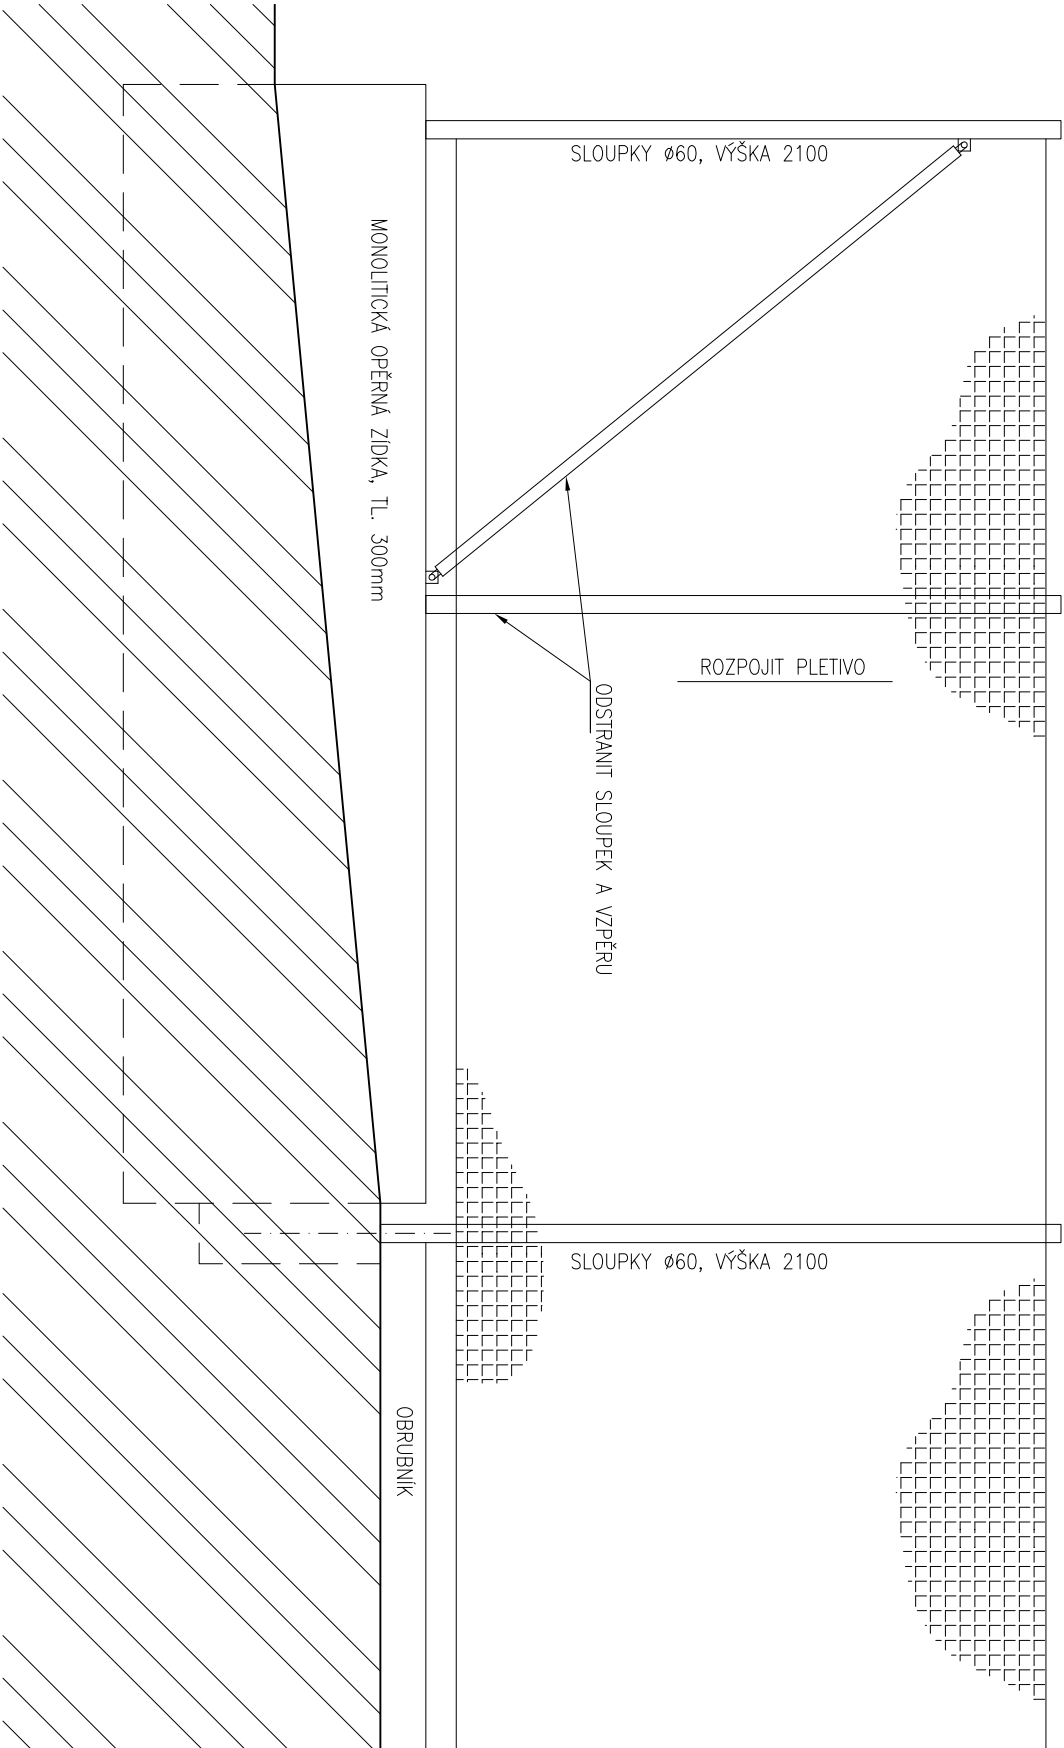 SLOUPKY ø60, VÝŠKA 2100
MONOLITICKÁ OPĚRNÁ ZÍDKA, TL. 300mm
ROZPOJIT PLETIVO
ODSTRANIT SLOUPEK A VZPĚRU
SLOUPKY ø60, VÝŠKA 2100
OBRUBNÍK